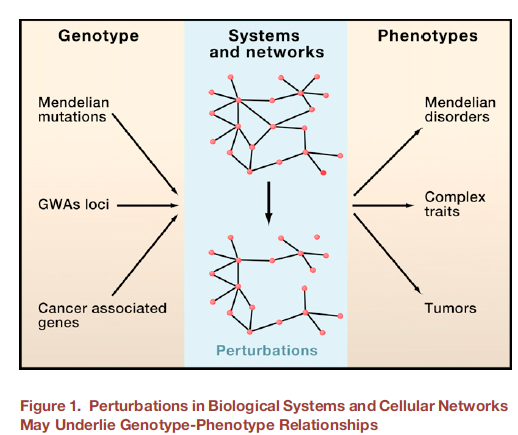 Genotype
Systems
and networks
Phenotypes
Mendelian
mutations
GWAs loci
Cancer associated
genes
Perturbations
Mendelian
disorders
Complex
traits
Tumors
Figure 1. Perturbations in Biological Systems and Cellular Networks
May Underlie Genotype-Phenotype Relationships